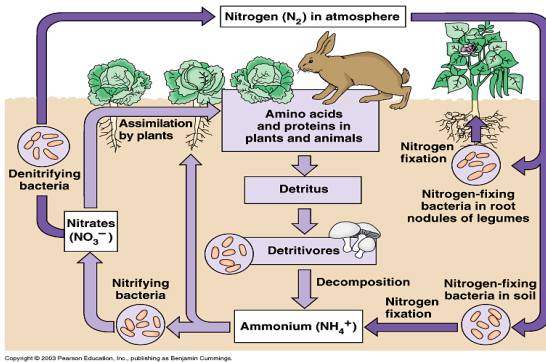 Nitrogen (N₂) in atmosphere
Assimilation
by plants
Amino acids
and proteins in
plants and animals
Nitrogen
fixation
Denitrifying
bacteria
Detritus
Nitrogen-fixing
bacteria in root
nodules of legumes
Nitrates
(NO₃⁻)
Detritivores
Decomposition
Nitrifying
bacteria
Nitrogen-fixing
bacteria in soil
Nitrogen
fixation
Ammonium (NH₄⁺)
Copyright © 2003 Pearson Education, Inc., publishing as Benjamin Cummings.